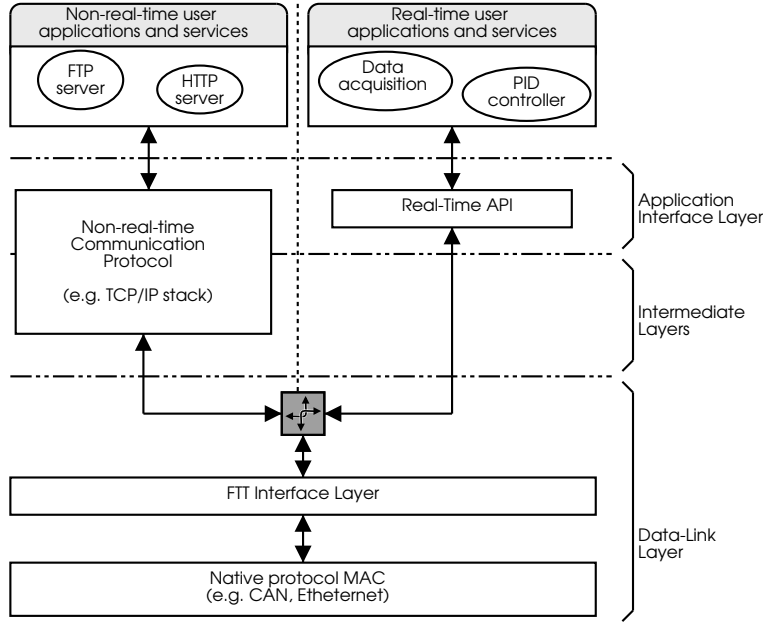 Non-real-time user
applications and services
FTP
server
HTTP
server
Real-time user
applications and services
Data
acquisition
PID
controller
Non-real-time
Communication
Protocol
(e.g. TCP/IP stack)
Real-Time API
Application
Interface Layer
Intermediate
Layers
FTT Interface Layer
Native protocol MAC
(e.g. CAN, Etheternet)
Data-Link
Layer